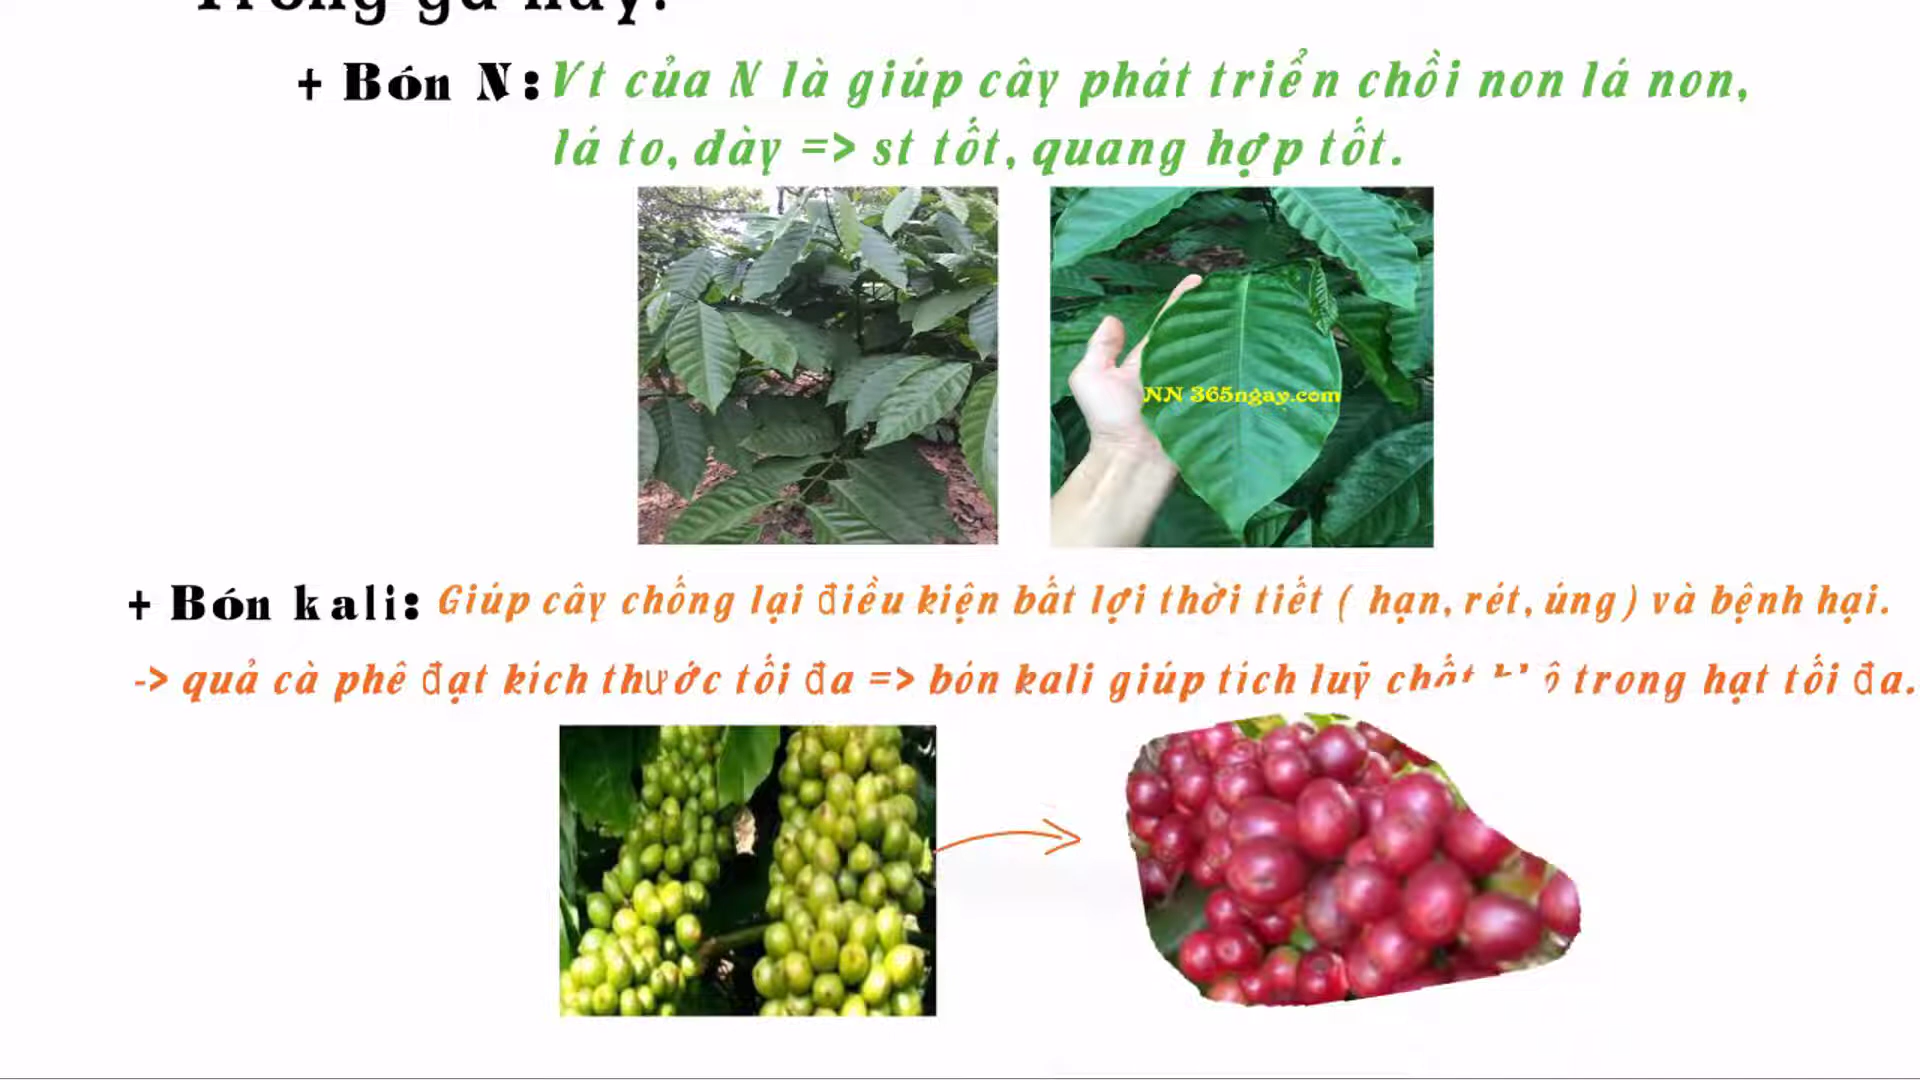 Trong gđ này:
+ Bón N: Vt của N là giúp cây phát triển chồi non lá non,
lá to, dày => st tốt, quang hợp tốt.
NN 365ngay.com
+ Bón kali: Giúp cây chống lại điều kiện bất lợi thời tiết ( hạn, rét, úng ) và bệnh hại.
-> quả cà phê đạt kích thước tối đa => bón kali giúp tích luỹ trong hạt tối đa.